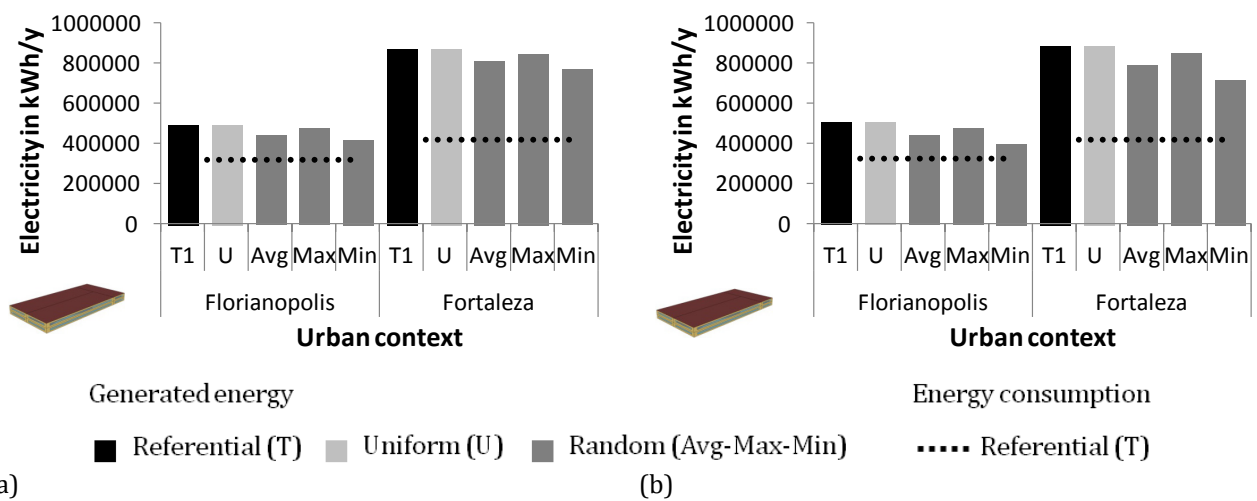 Electricity in kWh/y
1000000
800000
600000
400000
200000
0
T1 U Avg Max Min T1 U Avg Max Min
Florianopolis Fortaleza
Urban context
Electricity in kWh/y
1000000
800000
600000
400000
200000
0
T1 U Avg Max Min T1 U Avg Max Min
Florianopolis Fortaleza
Urban context
Generated energy Energy consumption
Referential (T) Uniform (U) Random (Avg-Max-Min) Referential (T)
a) (b)